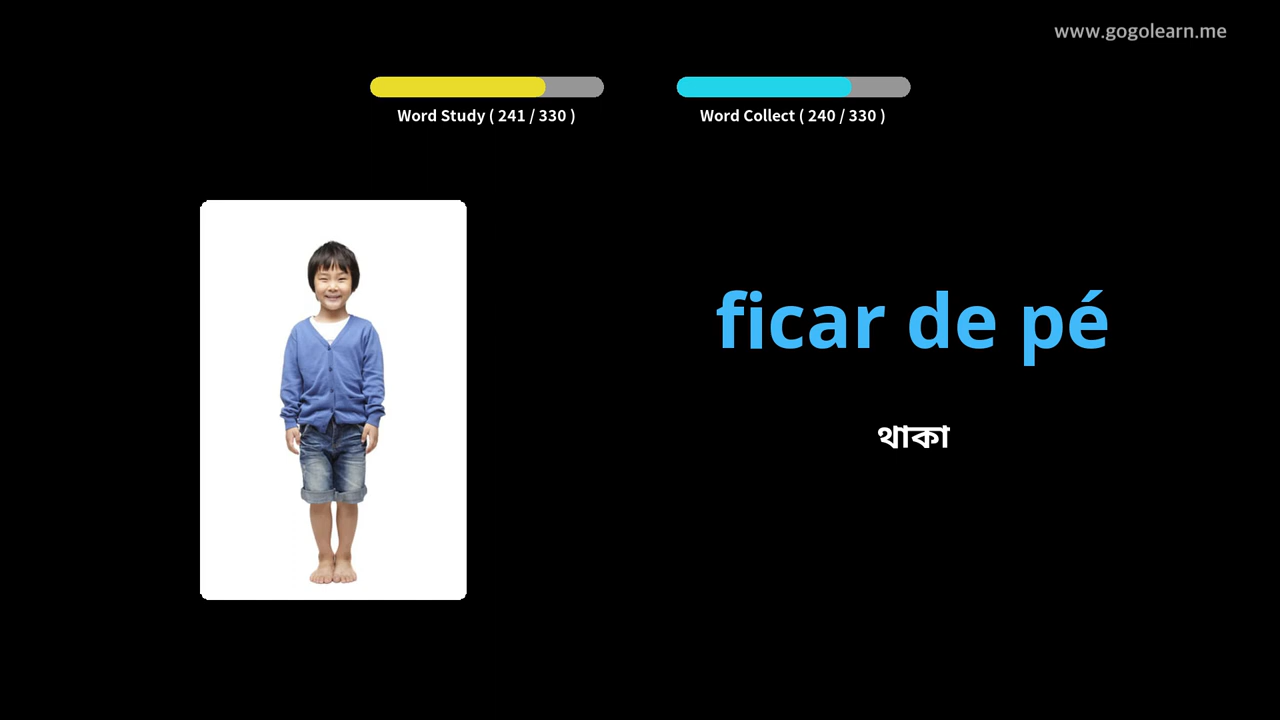 www.gogolearn.me
Word Study ( 241 / 330 )
Word Collect ( 240 / 330 )
ficar de pé
থাকা